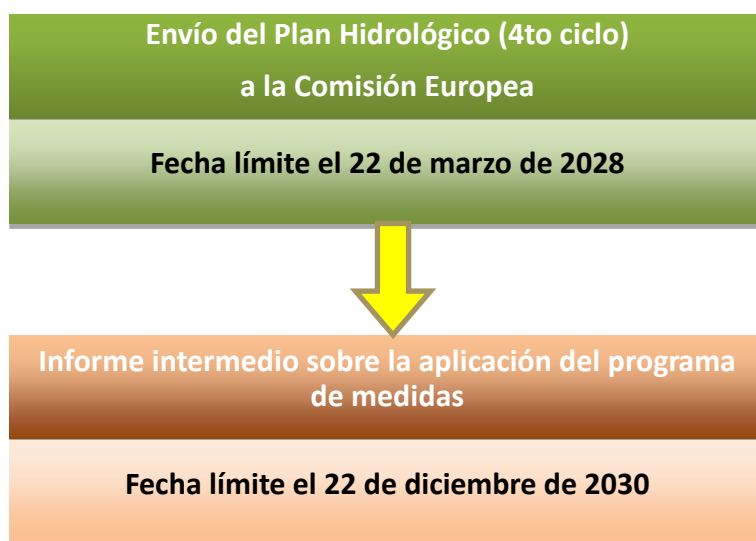 Envío del Plan Hidrológico (4to ciclo)
a la Comisión Europea
Fecha límite el 22 de marzo de 2028
Informe intermedio sobre la aplicación del programa
de medidas
Fecha límite el 22 de diciembre de 2030